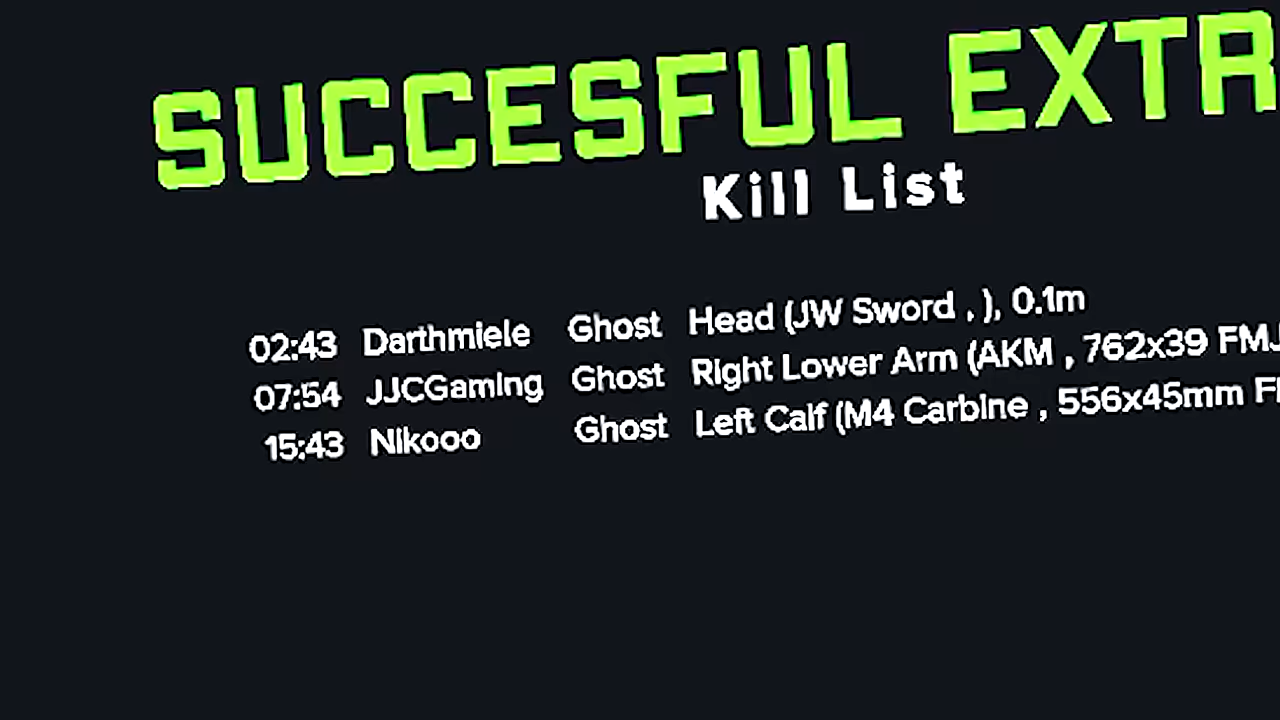 SUCCESFUL EXTR
Kill List
02:43 Darthmiele Ghost Head (JW Sword , ), 0.1m
07:54 JJCGaming Ghost Right Lower Arm (AKM , 762x39 FMJ
15:43 Nikooo Ghost Left Calf (M4 Carbine , 556x45mm F